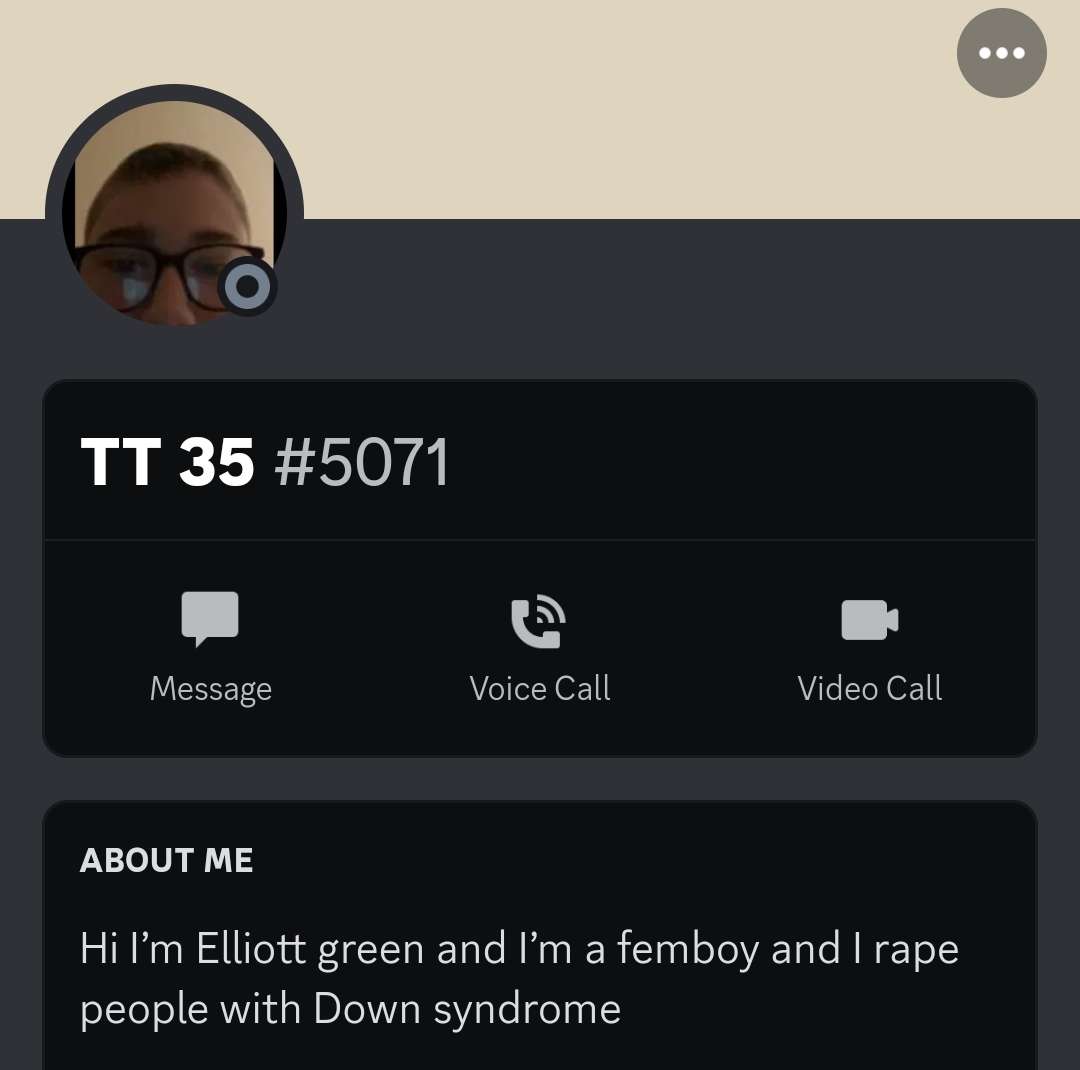 TT 35 #5071
Message
Voice Call
Video Call
ABOUT ME
Hi I’m Elliott green and I’m a femboy and I rape
people with Down syndrome